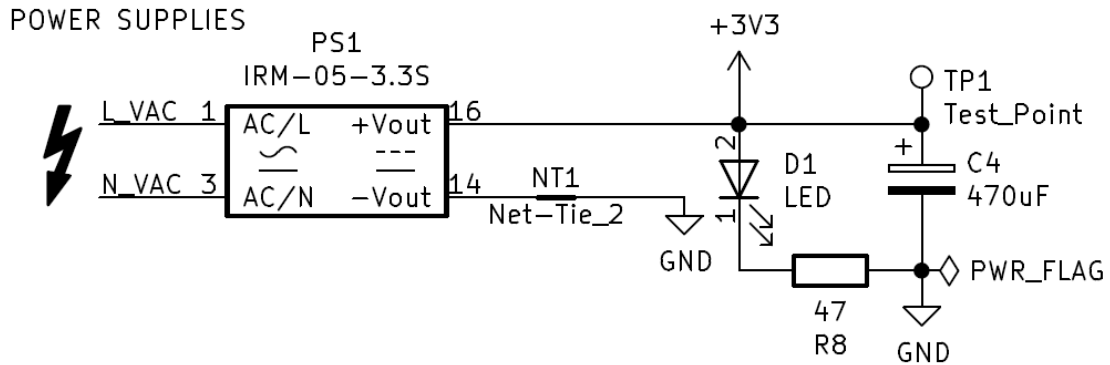 POWER SUPPLIES
PS1
IRM-05-3.3S
L_VAC 1
AC/L +Vout
16
N_VAC 3
AC/N -Vout
14
NT1
Net-Tie_2
GND
+3V3
2
D1
LED
1
TP1
Test_Point
+
C4
470uF
PWR_FLAG
47
R8
GND